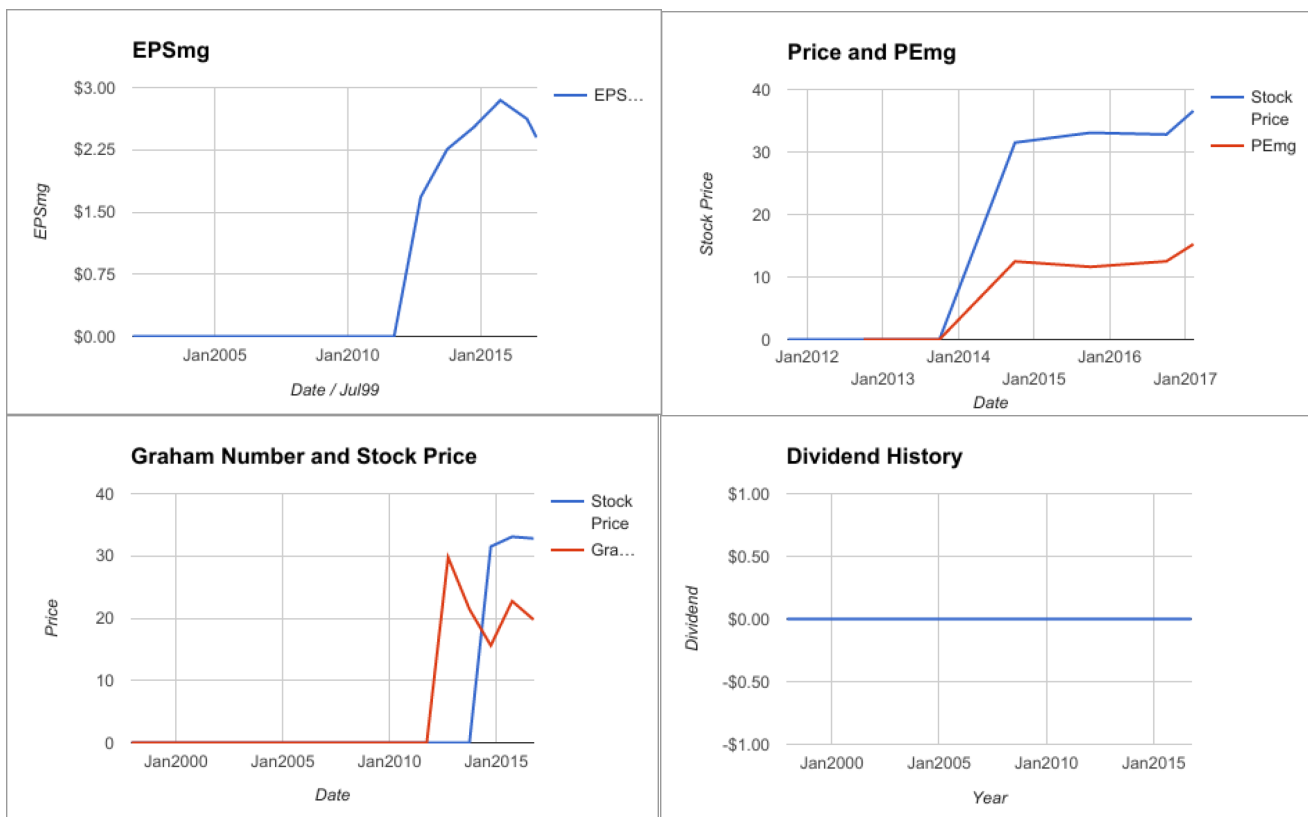 EPSmg
$3.00
$2.25
$1.50
$0.75
$0.00
EPSmg
Jan2005
Jan2010
Jan2015
Date / Jul99
EPS…
Price and PEmg
40
30
20
10
0
Stock Price
Jan2012
Jan2013
Jan2014
Jan2015
Jan2016
Jan2017
Date
Stock
Price
PEmg
Graham Number and Stock Price
40
30
20
10
0
Price
Jan2000
Jan2005
Jan2010
Jan2015
Date
Stock
Price
Gra…
Dividend History
$1.00
$0.50
$0.00
-$0.50
-$1.00
Dividend
Jan2000
Jan2005
Jan2010
Jan2015
Year